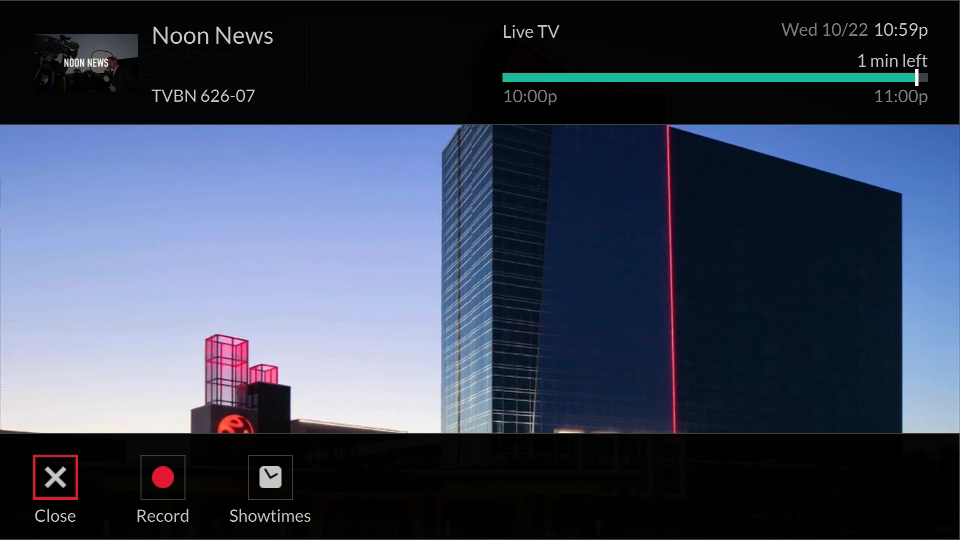 Noon News
NOON NEWS
TVBN 626-07
Live TV
Wed 10/22 10:59p
1 min left
10:00p
11:00p
Close
Record
Showtimes